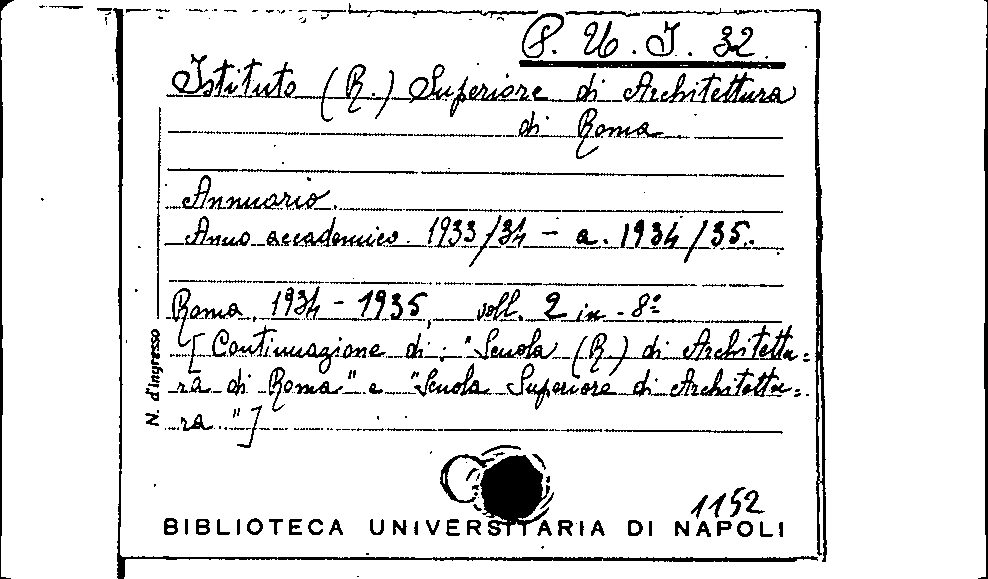 P. U. I. 32
Istituto (R.) Superiore di Architettura
di Roma
Annuario.
Anno accademico. 1933/34 - a. 1934/35.
Roma, 1934 - 1935, voll. 2 in - 8º
[Continuazione di: "Scuola (R.) di Architettu=
ra di Roma" e "Scuola Superiore di Architettu=
ra"]
N. d'ingresso
1152
BIBLIOTECA UNIVERSITARIA DI NAPOLI